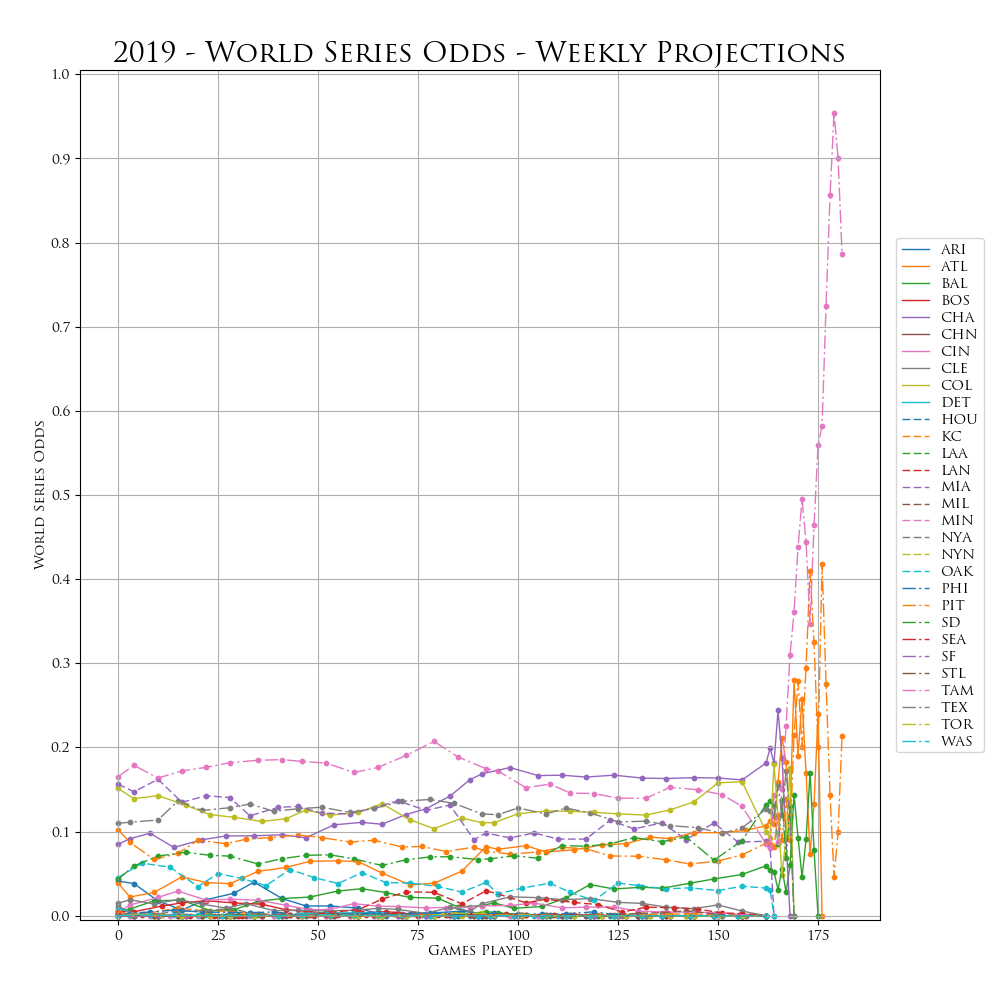 2019 - World Series Odds - Weekly Projections
1.0
0.9
0.8
0.7
0.6
0.5
0.4
0.3
0.2
0.1
0.0
World Series Odds
0 25 50 75 100 125 150 175
Games Played
ARI
ATL
BAL
BOS
CHA
CHN
CIN
CLE
COL
DET
HOU
KC
LAA
LAN
MIA
MIL
MIN
NYA
NYN
OAK
PHI
PIT
SD
SEA
SF
STL
TAM
TEX
TOR
WAS